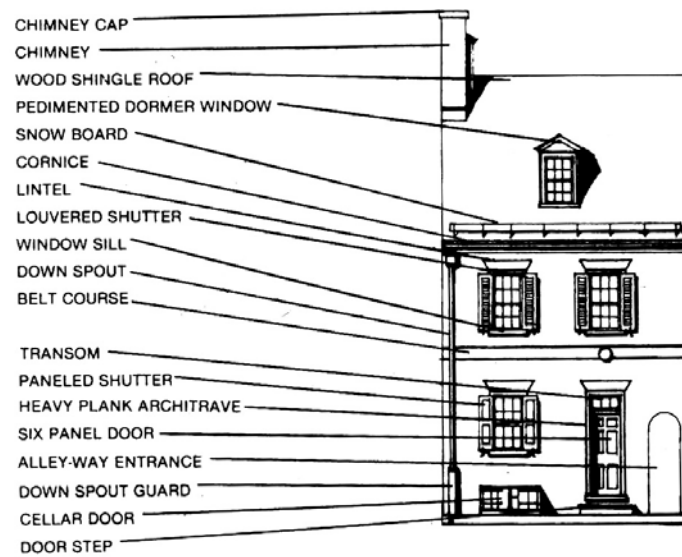 CHIMNEY CAP
CHIMNEY
WOOD SHINGLE ROOF
PEDIMENTED DORMER WINDOW
SNOW BOARD
CORNICE
LINTEL
LOUVERED SHUTTER
WINDOW SILL
DOWN SPOUT
BELT COURSE
TRANSOM
PANELED SHUTTER
HEAVY PLANK ARCHITRAVE
SIX PANEL DOOR
ALLEY-WAY ENTRANCE
DOWN SPOUT GUARD
CELLAR DOOR
DOOR STEP